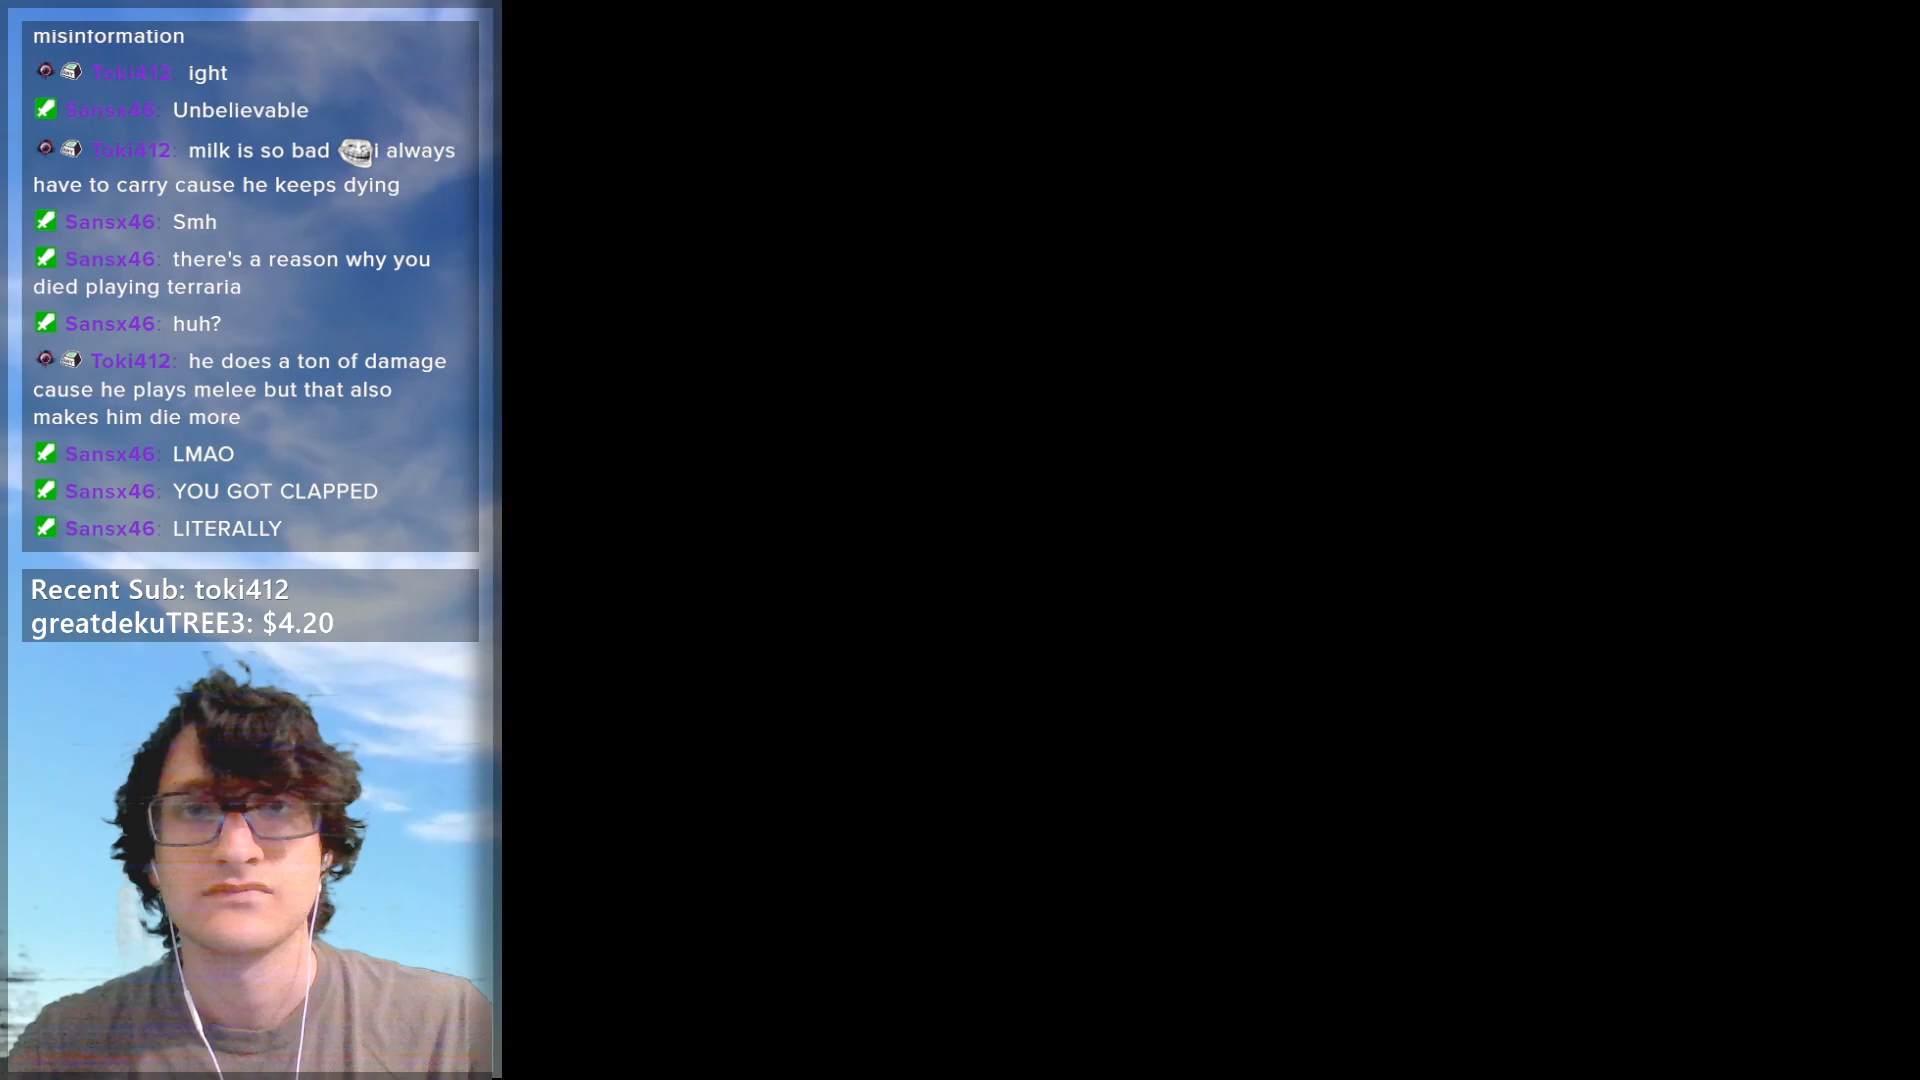 misinformation
Toki412: ight
Sansx46: Unbelievable
Toki412: milk is so bad i always
have to carry cause he keeps dying
Sansx46: Smh
Sansx46: there's a reason why you
died playing terraria
Sansx46: huh?
Toki412: he does a ton of damage
cause he plays melee but that also
makes him die more
Sansx46: LMAO
Sansx46: YOU GOT CLAPPED
Sansx46: LITERALLY
Recent Sub: toki412
greatdekuTREE3: $4.20